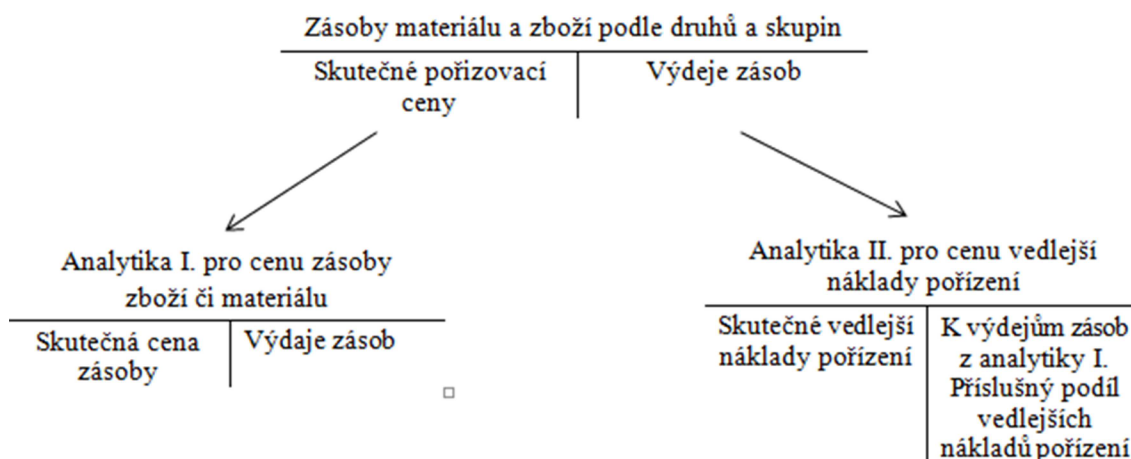 Zásoby materiálu a zboží podle druhů a skupin
Skutečné pořizovací
ceny
Výdeje zásob
Analytika I. pro cenu zásoby
zboží či materiálu
Skutečná cena
zásoby
Výdaje zásob
Analytika II. pro cenu vedlejší
náklady pořízení
Skutečné vedlejší
náklady pořízení
K výdejům zásob
z analytiky I.
Příslušný podíl
vedlejších
nákladů pořízení